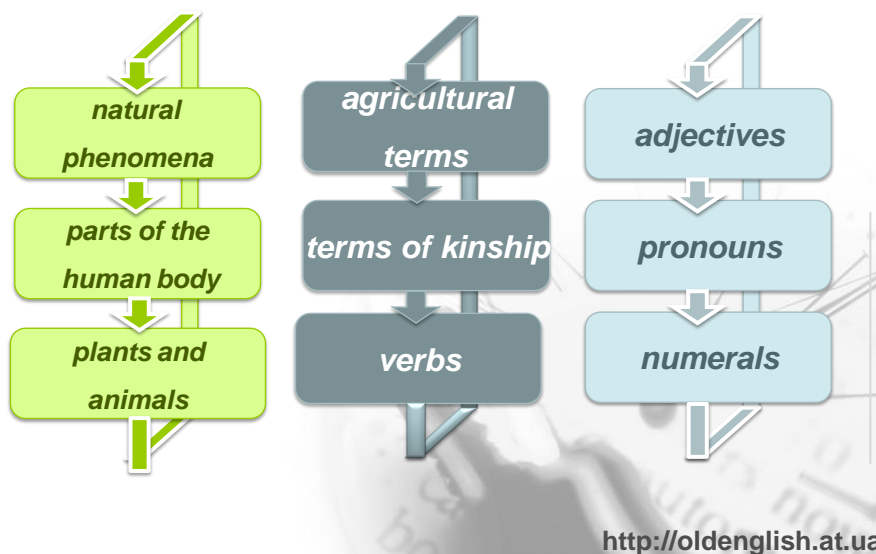 natural
phenomena
parts of the
human body
plants and
animals
agricultural
terms
terms of kinship
verbs
adjectives
pronouns
numerals
http://oldenglish.at.ua